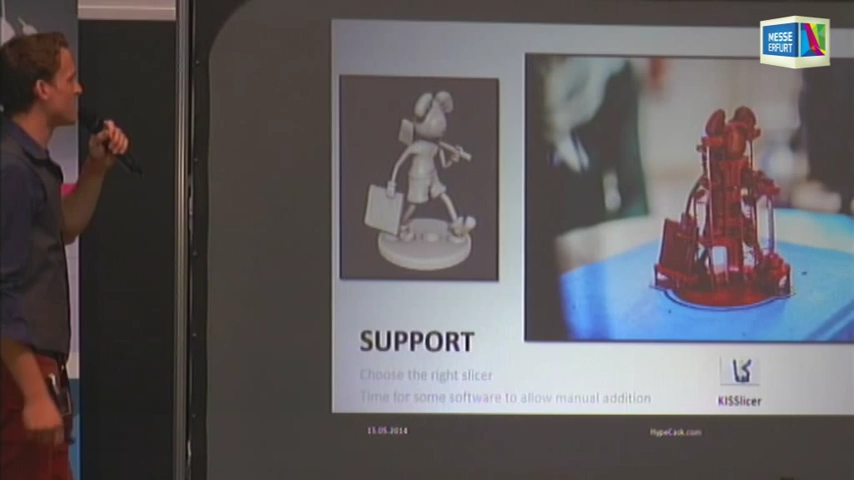 MESSE
ERFURT
SUPPORT
Choose the right slicer
Time for some software to allow manual addition
KISSlicer
15.05.2014
HypeCask.com